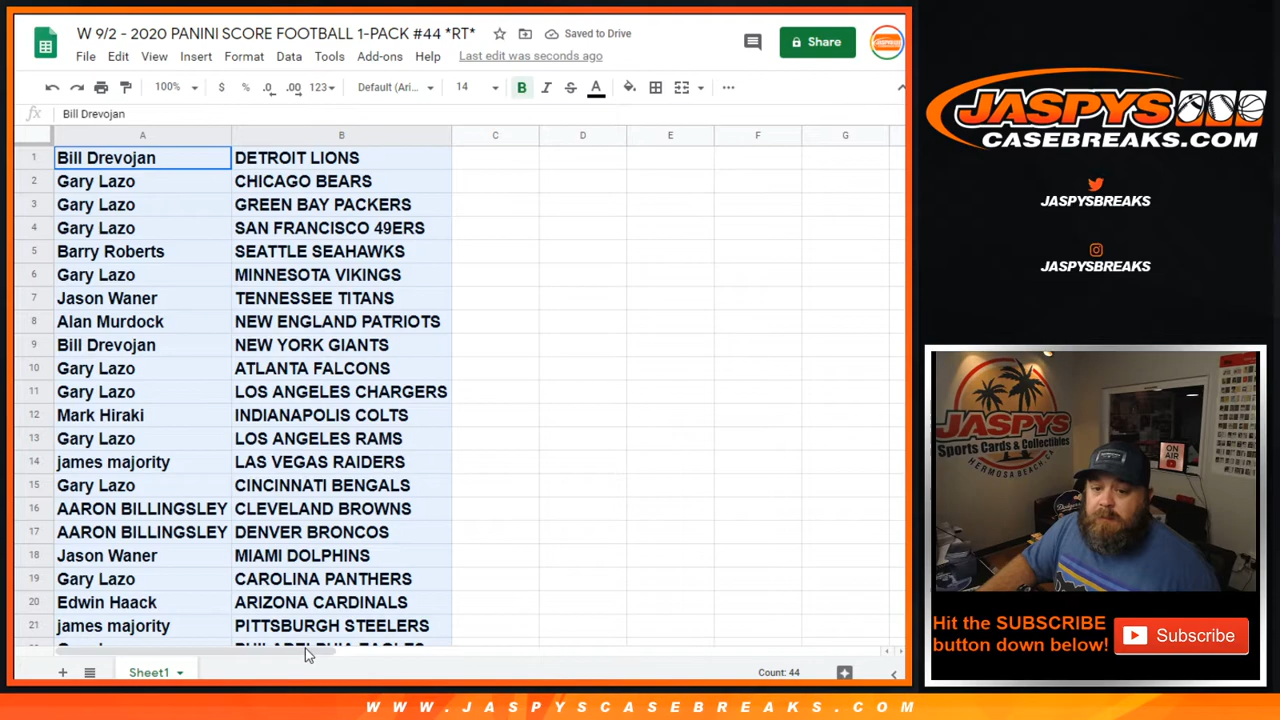 W 9/2 - 2020 PANINI SCORE FOOTBALL 1-PACK #44 *RT*
Saved to Drive
Share
File Edit View Insert Format Data Tools Add-ons Help Last edit was seconds ago
100% $ % .0 .00 123 Default (Ari... 14 B I S A
fx Bill Drevojan
A B C D E F G
1 Bill Drevojan DETROIT LIONS
2 Gary Lazo CHICAGO BEARS
3 Gary Lazo GREEN BAY PACKERS
4 Gary Lazo SAN FRANCISCO 49ERS
5 Barry Roberts SEATTLE SEAHAWKS
6 Gary Lazo MINNESOTA VIKINGS
7 Jason Waner TENNESSEE TITANS
8 Alan Murdock NEW ENGLAND PATRIOTS
9 Bill Drevojan NEW YORK GIANTS
10 Gary Lazo ATLANTA FALCONS
11 Gary Lazo LOS ANGELES CHARGERS
12 Mark Hiraki INDIANAPOLIS COLTS
13 Gary Lazo LOS ANGELES RAMS
14 james majority LAS VEGAS RAIDERS
15 Gary Lazo CINCINNATI BENGALS
16 AARON BILLINGSLEY CLEVELAND BROWNS
17 AARON BILLINGSLEY DENVER BRONCOS
18 Jason Waner MIAMI DOLPHINS
19 Gary Lazo CAROLINA PANTHERS
20 Edwin Haack ARIZONA CARDINALS
21 james majority PITTSBURGH STEELERS
PHILADELPHIA EAGLES
Sheet1
Count: 44
JASPYS
CASEBREAKS.COM
JASPYSBREAKS
JASPYSBREAKS
JASPYS
Sports Cards & Collectibles
HERMOSA BEACH, CA
ON AIR
Dodgers
Hit the SUBSCRIBE
button down below!
Subscribe
WWW.JASPYSCASEBREAKS.COM